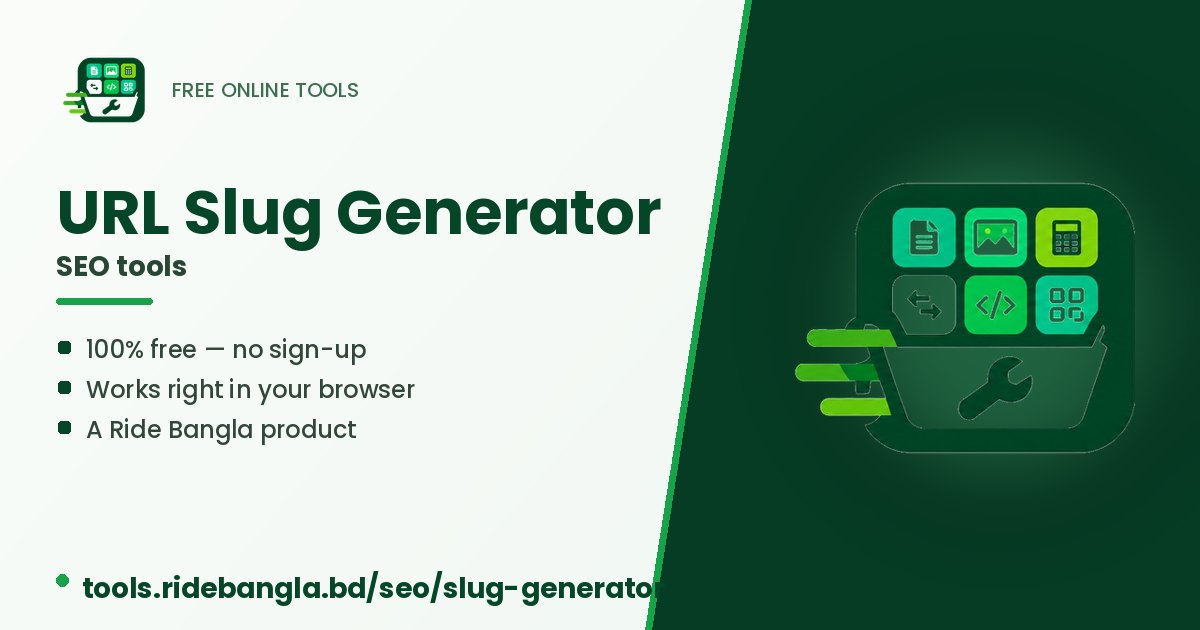 FREE ONLINE TOOLS
URL Slug Generator
SEO tools
100% free — no sign-up
Works right in your browser
A Ride Bangla product
tools.ridebangla.bd/seo/slug-generator